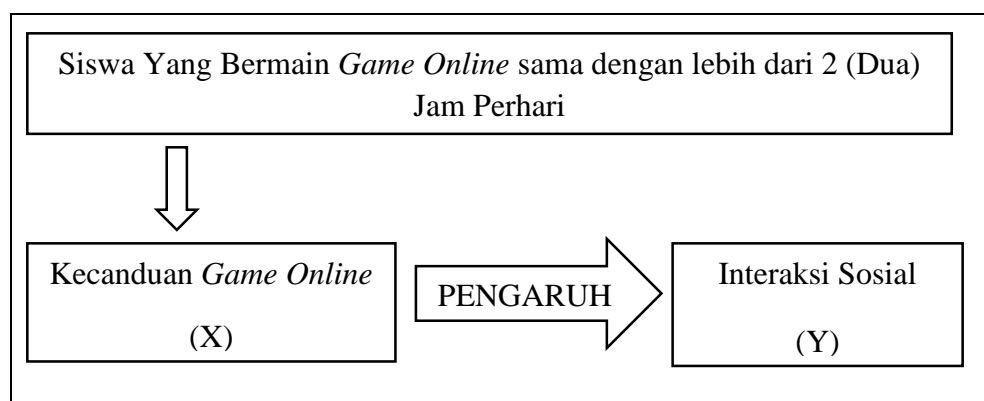 Siswa Yang Bermain Game Online sama dengan lebih dari 2 (Dua)
Jam Perhari
Kecanduan Game Online
(X)
PENGARUH
Interaksi Sosial
(Y)